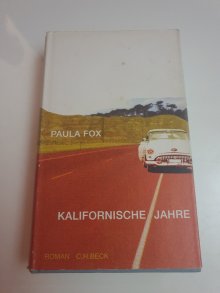 PAULA FOX
KALIFORNISCHE JAHRE
ROMAN C.H.BECK